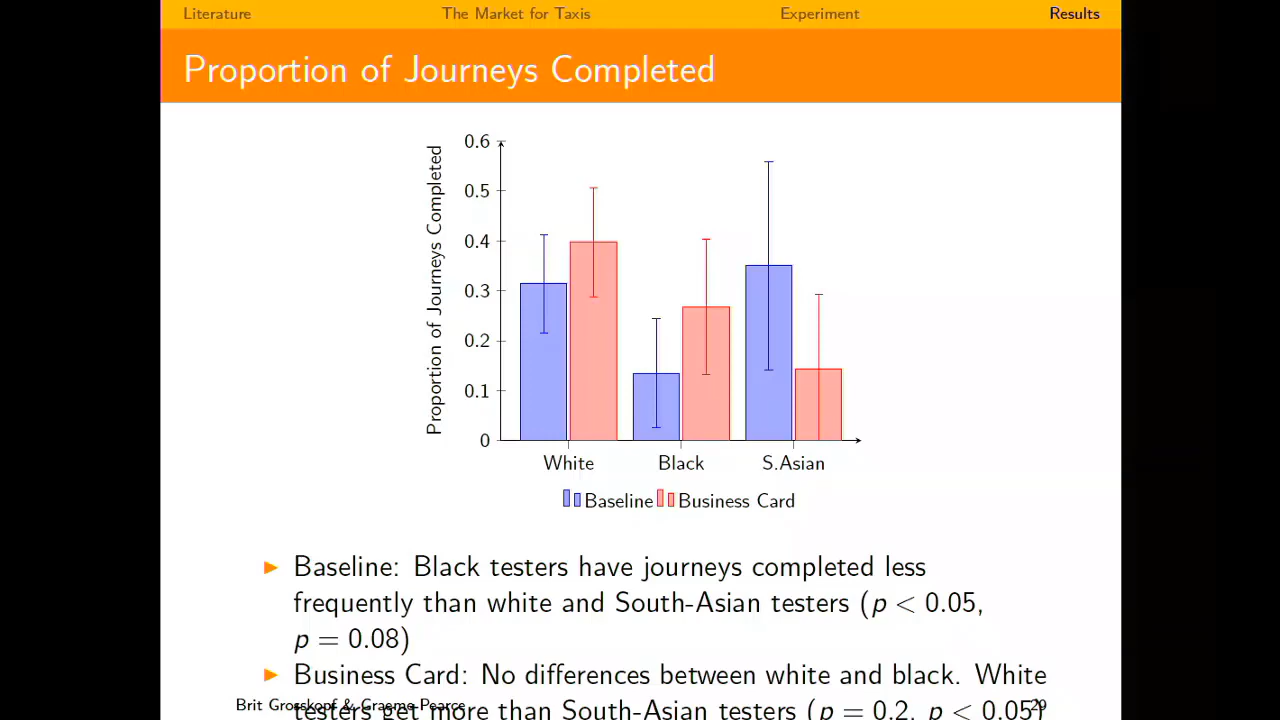 Literature The Market for Taxis Experiment Results
Proportion of Journeys Completed
Proportion of Journeys Completed
0.6
0.5
0.4
0.3
0.2
0.1
0
White Black S.Asian
Baseline Business Card
Baseline: Black testers have journeys completed less
frequently than white and South-Asian testers (p < 0.05,
p = 0.08)
Business Card: No differences between white and black. White
testers get more than South-Asian testers (p = 0.2, p < 0.05)
Brit Grosskopf & Graeme Pearce 29